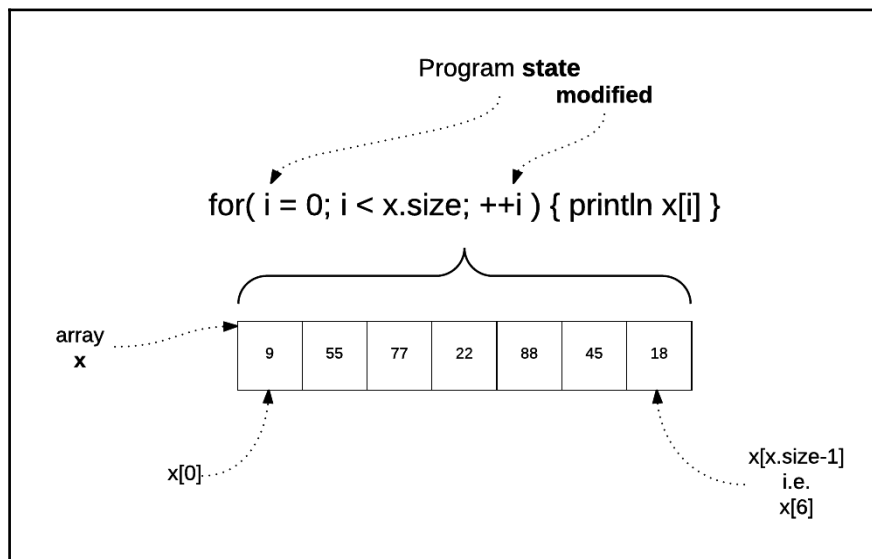 Program state
modified
for( i = 0; i < x.size; ++i ) { println x[i] }
array
x
9 55 77 22 88 45 18
x[0]
x[x.size-1]
i.e.
x[6]